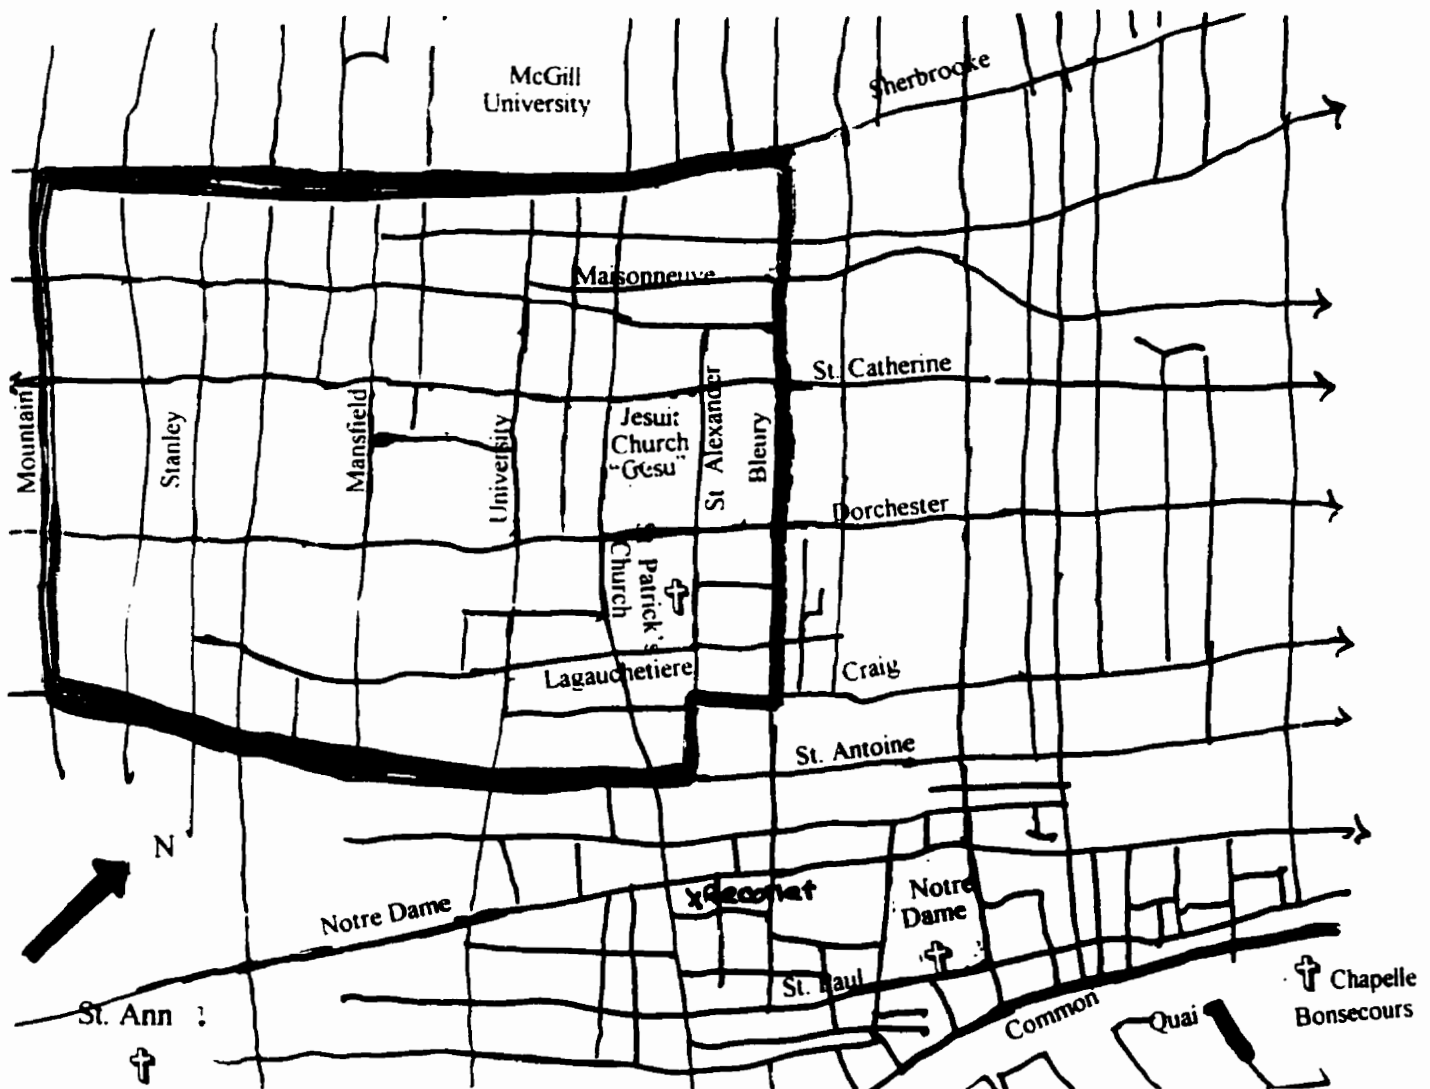 McGill
University
Sherbrooke
Maisonneuve
St. Catherine
Mountain
Stanley
Mansfield
University
Jesuit
Church
"Gesu"
St Alexander
Bleury
Dorchester
St Patrick's
Church
Lagauchetiere
Craig
St. Antoine
N
Notre Dame
x Recollet
Notre
Dame
St. Paul
St. Ann
Common
Quai
Chapelle
Bonsecours